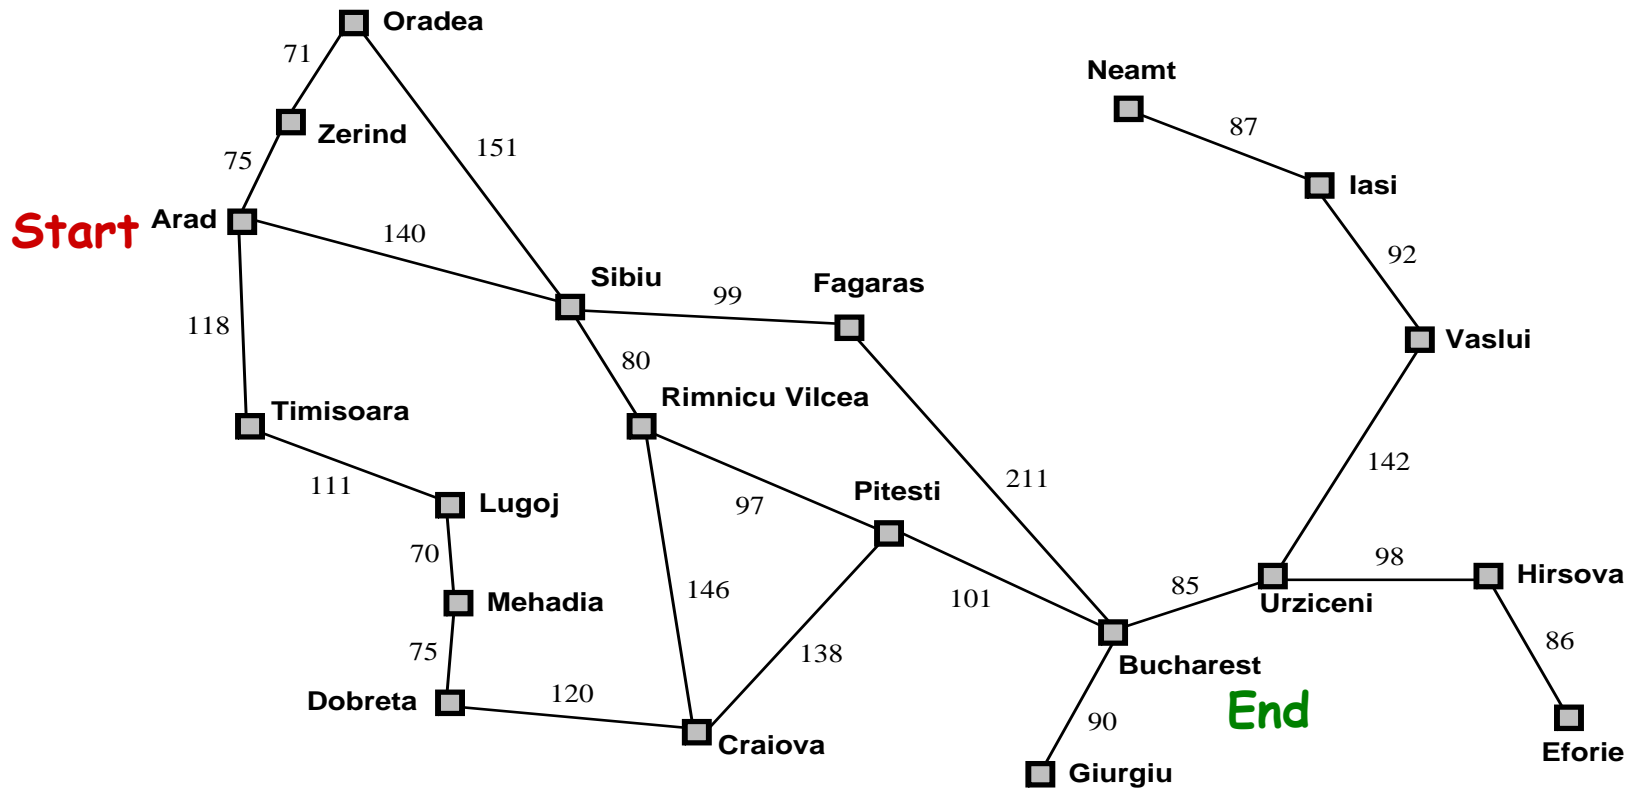 Oradea
71
Neamt
87
Zerind
151
75
Iasi
Start
Arad
140
92
Sibiu
Fagaras
99
118
Vaslui
80
Rimnicu Vilcea
Timisoara
142
211
111
Pitesti
97
Lugoj
70
98
Hirsova
146
101
85
Urziceni
Mehadia
138
86
75
Bucharest
120
Dobreta
End
90
Craiova
Eforie
Giurgiu